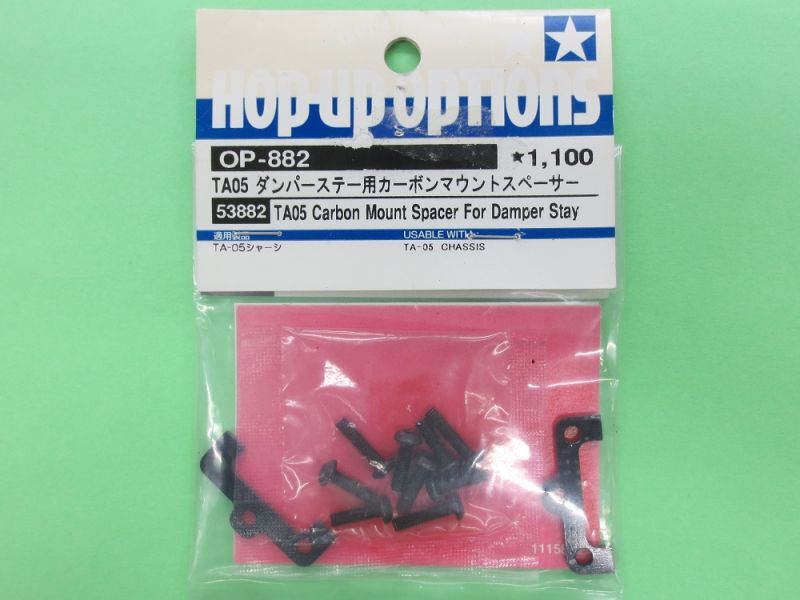 HOP-UP OPTIONS
OP-882 ★1,100
TA05 ダンパーステー用カーボンマウントスペーサー
53882 TA05 Carbon Mount Spacer For Damper Stay
適用 USABLE WITH
TA-05シャーシ TA-05 CHASSIS